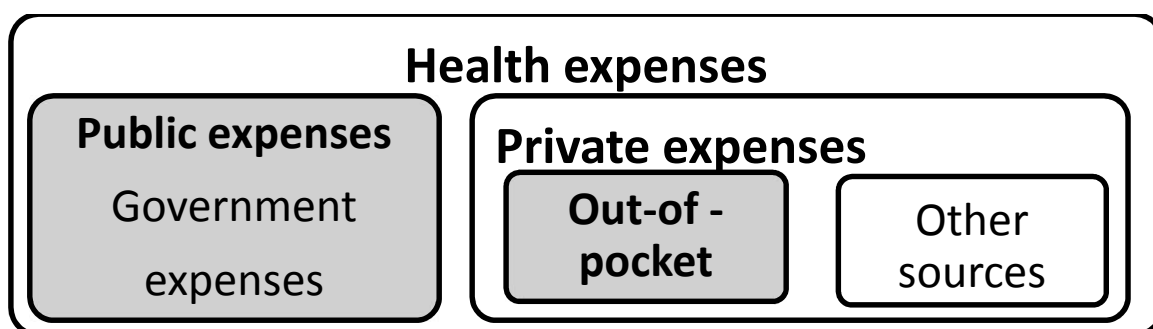 Health expenses
Public expenses
Government
expenses
Private expenses
Out-of -
pocket
Other
sources